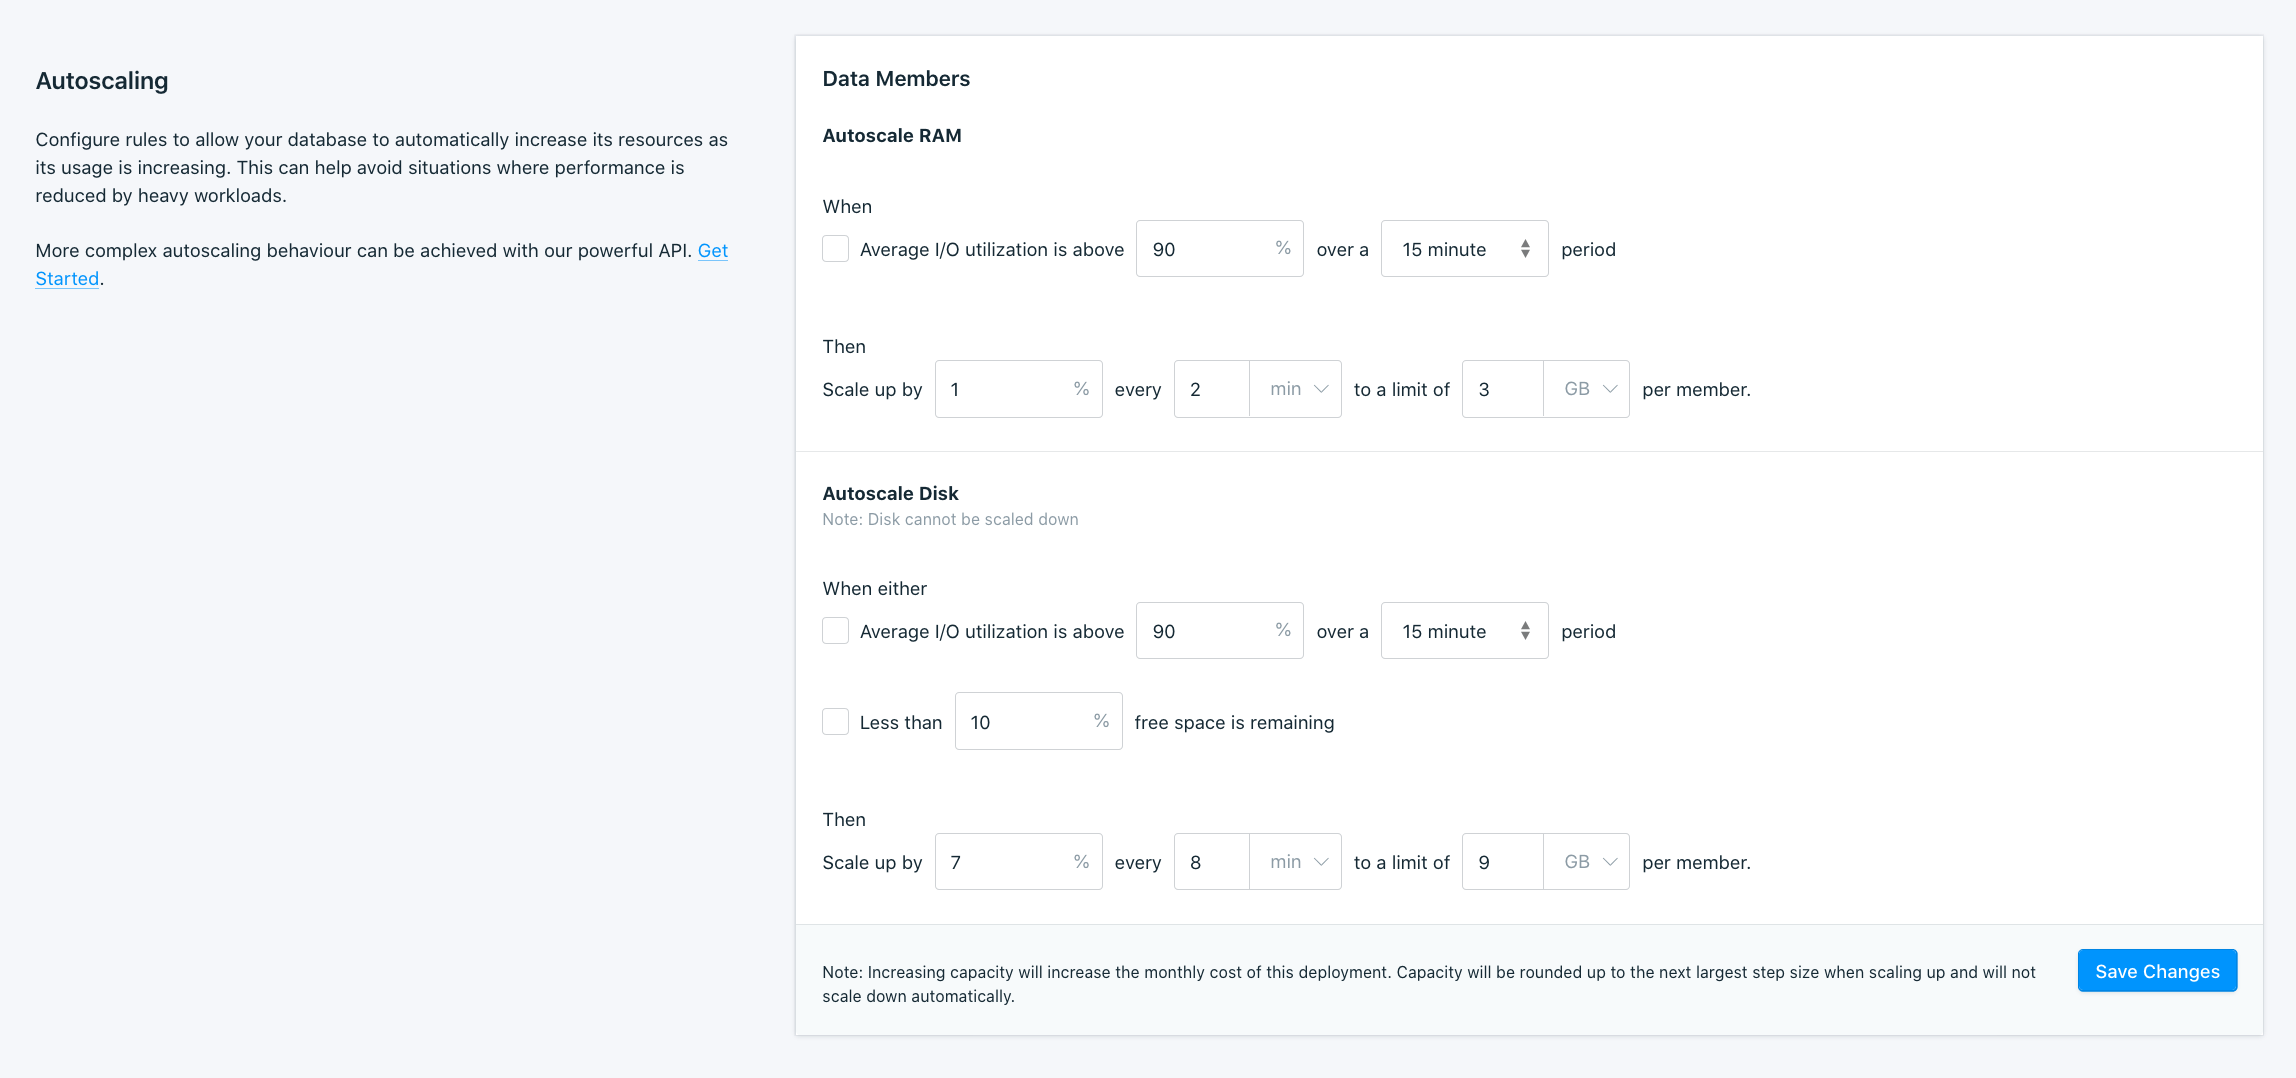 Autoscaling
Configure rules to allow your database to automatically increase its resources as
its usage is increasing. This can help avoid situations where performance is
reduced by heavy workloads.
More complex autoscaling behaviour can be achieved with our powerful API. Get
Started.
Data Members
Autoscale RAM
When
Average I/O utilization is above 90 % over a 15 minute period
Then
Scale up by 1 % every 2 min to a limit of 3 GB per member.
Autoscale Disk
Note: Disk cannot be scaled down
When either
Average I/O utilization is above 90 % over a 15 minute period
Less than 10 % free space is remaining
Then
Scale up by 7 % every 8 min to a limit of 9 GB per member.
Note: Increasing capacity will increase the monthly cost of this deployment. Capacity will be rounded up to the next largest step size when scaling up and will not
scale down automatically.
Save Changes